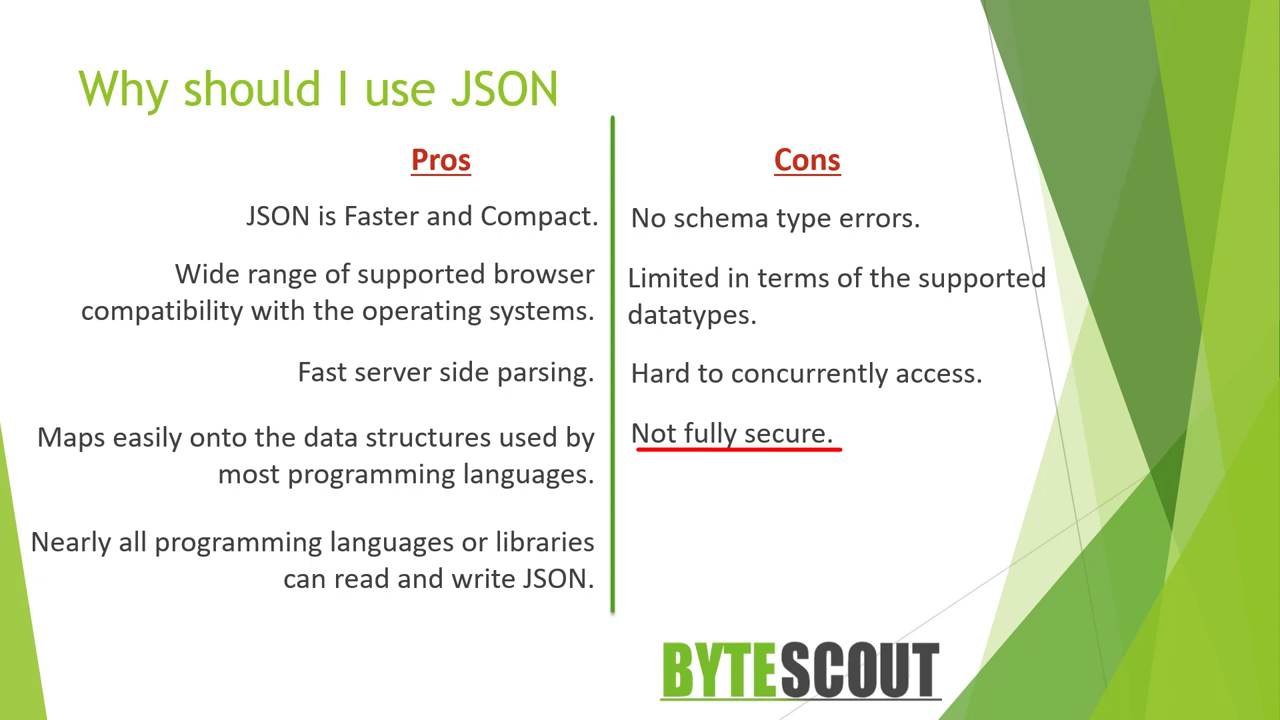 Why should I use JSON
Pros
JSON is Faster and Compact.
Wide range of supported browser
compatibility with the operating systems.
Fast server side parsing.
Maps easily onto the data structures used by
most programming languages.
Nearly all programming languages or libraries
can read and write JSON.
Cons
No schema type errors.
Limited in terms of the supported
datatypes.
Hard to concurrently access.
Not fully secure.
BYTESCOUT